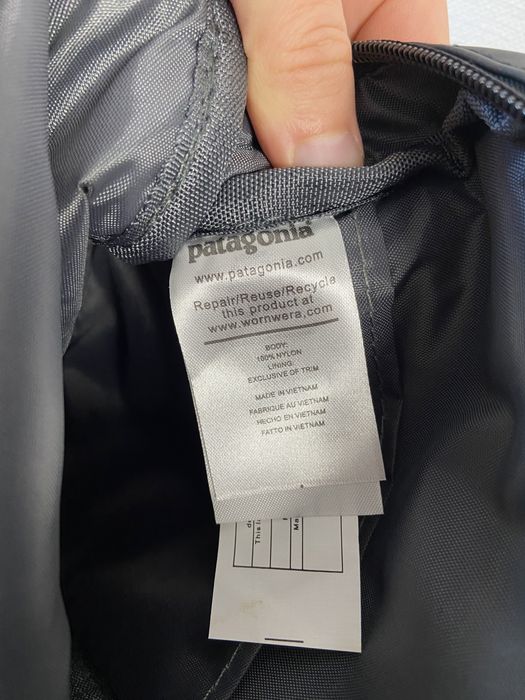 patagonia®
www.patagonia.com
Repair/Reuse/Recycle
this product at
www.wornwera.com
BODY:
100% NYLON
LINING:
EXCLUSIVE OF TRIM
MADE IN VIETNAM
FABRIQUE AU VIETNAM
HECHO EN VIETNAM
FATTO IN VIETNAM
This